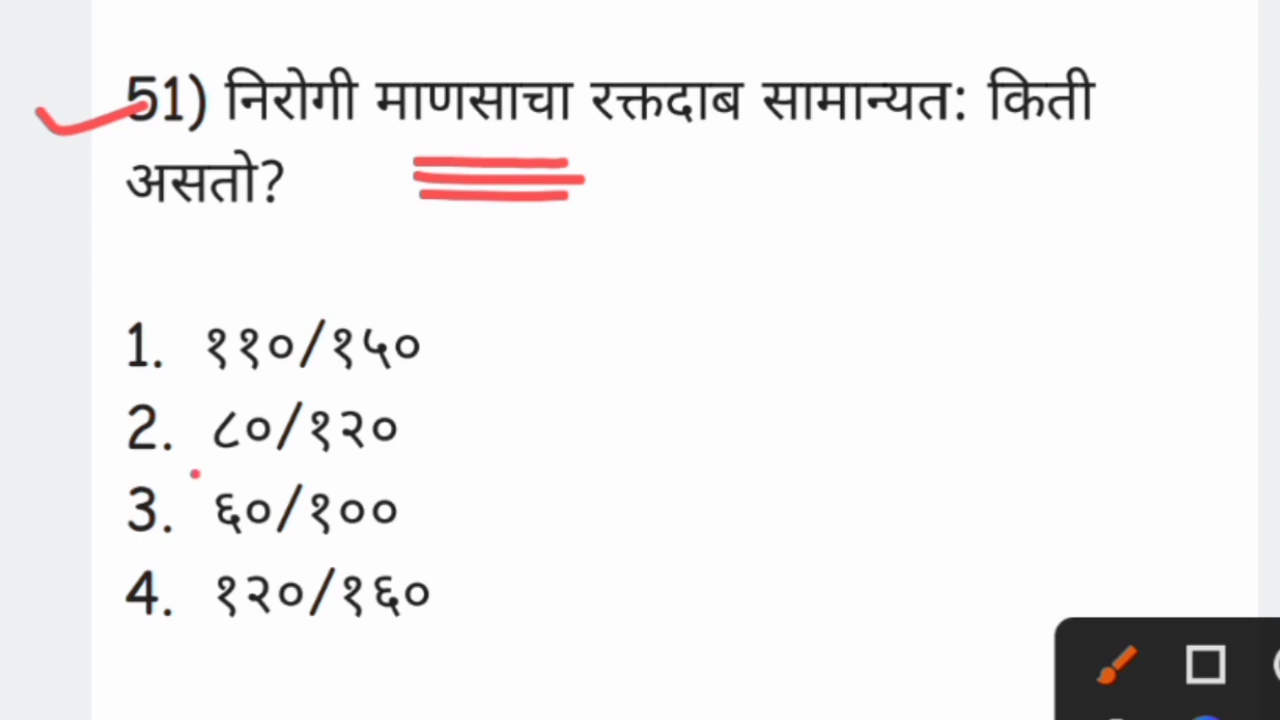 51) निरोगी माणसाचा रक्तदाब सामान्यत: किती
असतो?
1. ११०/१५०
2. ८०/१२०
3. ६०/१००
4. १२०/१६०